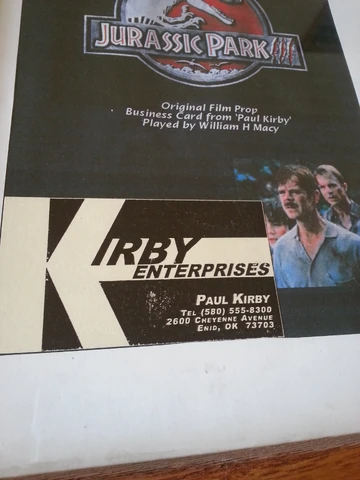 JURASSIC PARK III
Original Film Prop
Business Card from 'Paul Kirby'
Played by William H Macy
KIRBY
ENTERPRISES
PAUL KIRBY
TEL (580) 555-8300
2600 CHEYENNE AVENUE
ENID, OK 73703